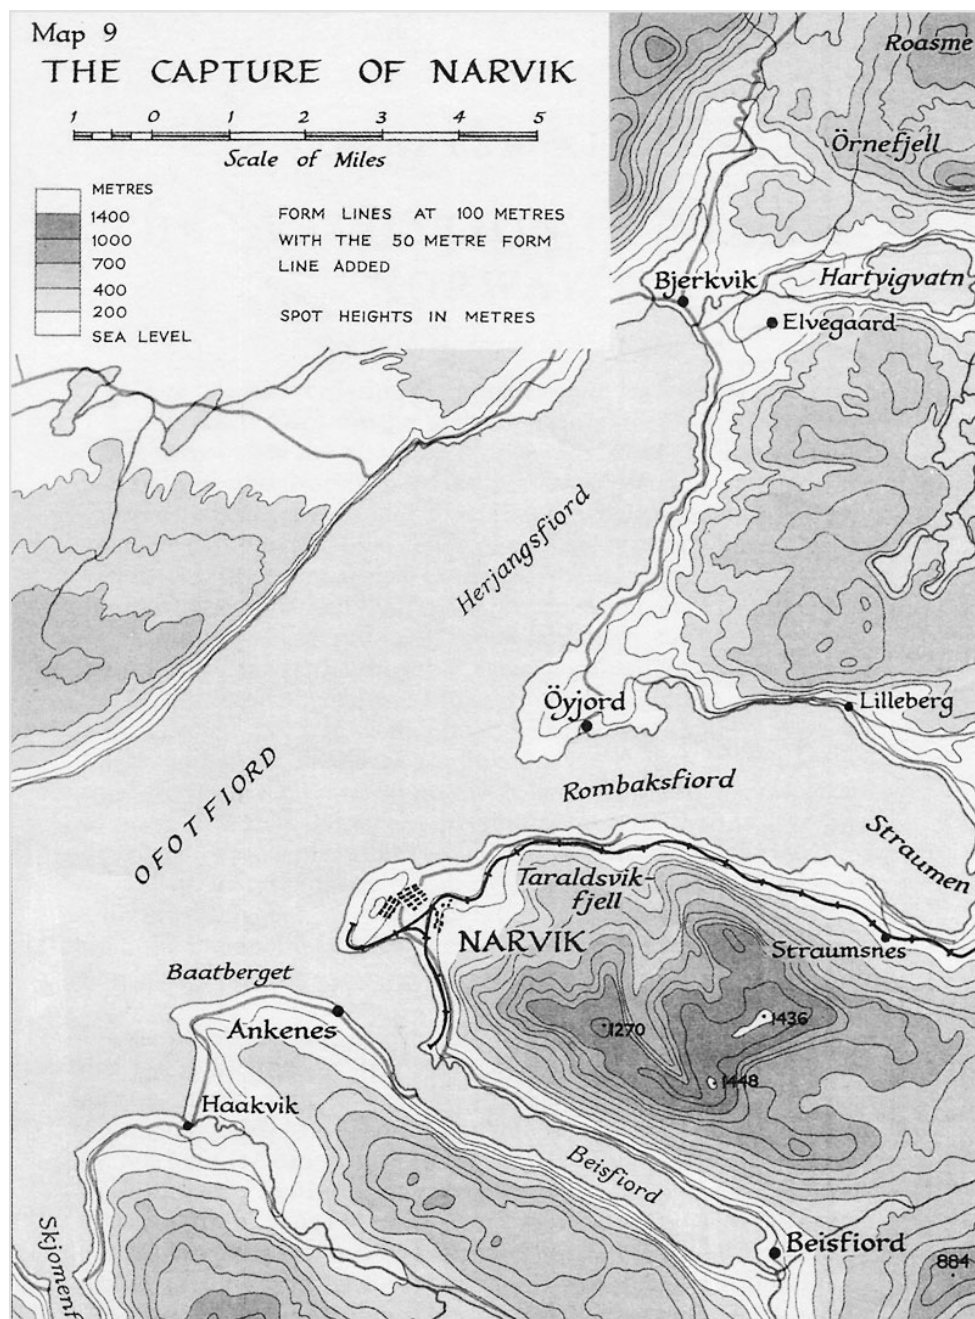 Map 9
THE CAPTURE OF NARVIK
1 0 1 2 3 4 5
Scale of Miles
METRES
1400
1000
700
400
200
SEA LEVEL
FORM LINES AT 100 METRES
WITH THE 50 METRE FORM
LINE ADDED
SPOT HEIGHTS IN METRES
Roasme
Örnefjell
Hartvigvatn
Bjerkvik
Elvegaard
Herjangsfiord
Öyjord
Lilleberg
OFOTFIORD
Rombaksfiord
Straumen
Taraldsvik-
fjell
NARVIK
Straumsnes
Baatberget
Ankenes
1270
1436
1448
Haakvik
Beisfiord
Skjomenf
Beisfiord
884